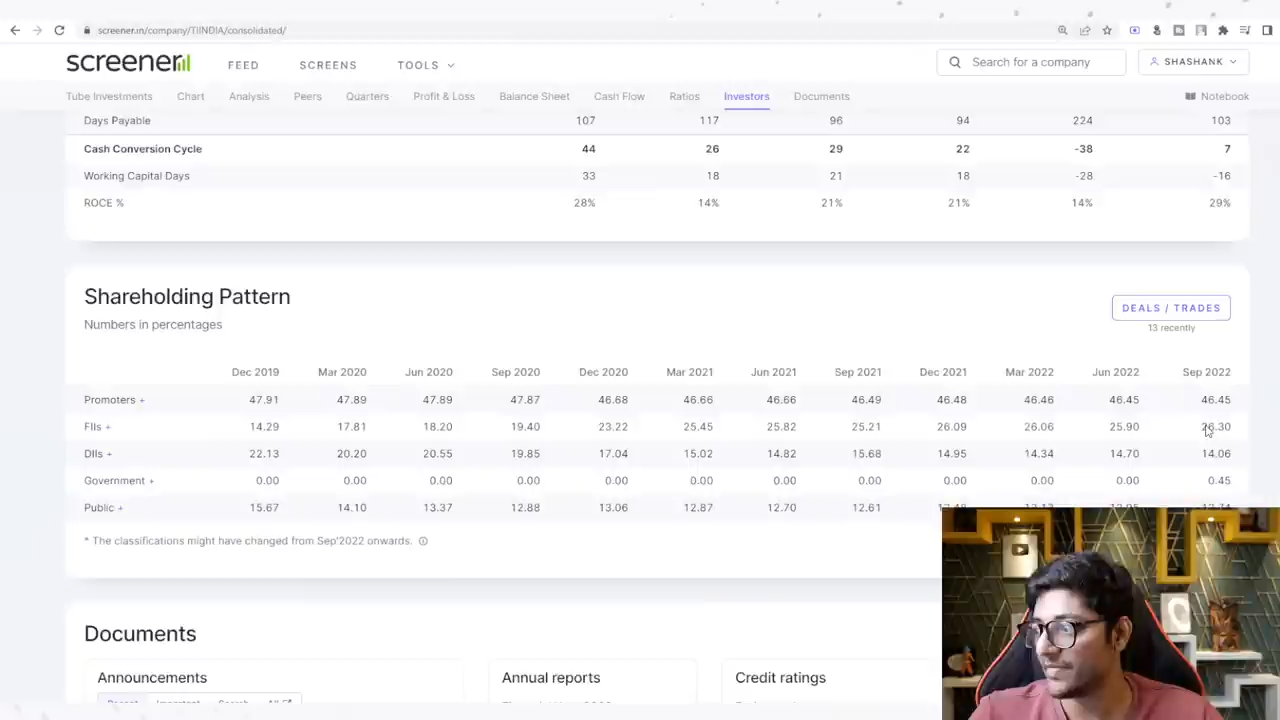 screener.in/company/TIINDIA/consolidated/
screener
FEED SCREENS TOOLS
Search for a company
SHASHANK
Tube Investments Chart Analysis Peers Quarters Profit & Loss Balance Sheet Cash Flow Ratios Investors Documents Notebook
Days Payable 107 117 96 94 224 103
Cash Conversion Cycle 44 26 29 22 -38 7
Working Capital Days 33 18 21 18 -28 -16
ROCE % 28% 14% 21% 21% 14% 29%
Shareholding Pattern
DEALS / TRADES
Numbers in percentages
13 recently
Dec 2019 Mar 2020 Jun 2020 Sep 2020 Dec 2020 Mar 2021 Jun 2021 Sep 2021 Dec 2021 Mar 2022 Jun 2022 Sep 2022
Promoters + 47.91 47.89 47.89 47.87 46.68 46.66 46.66 46.49 46.48 46.46 46.45 46.45
FIIs + 14.29 17.81 18.20 19.40 23.22 25.45 25.82 25.21 26.09 26.06 25.90 26.30
DIIs + 22.13 20.20 20.55 19.85 17.04 15.02 14.82 15.68 14.95 14.34 14.70 14.06
Government + 0.00 0.00 0.00 0.00 0.00 0.00 0.00 0.00 0.00 0.00 0.00 0.45
Public + 15.67 14.10 13.37 12.88 13.06 12.87 12.70 12.61
* The classifications might have changed from Sep'2022 onwards.
Documents
Announcements
Annual reports
Credit ratings